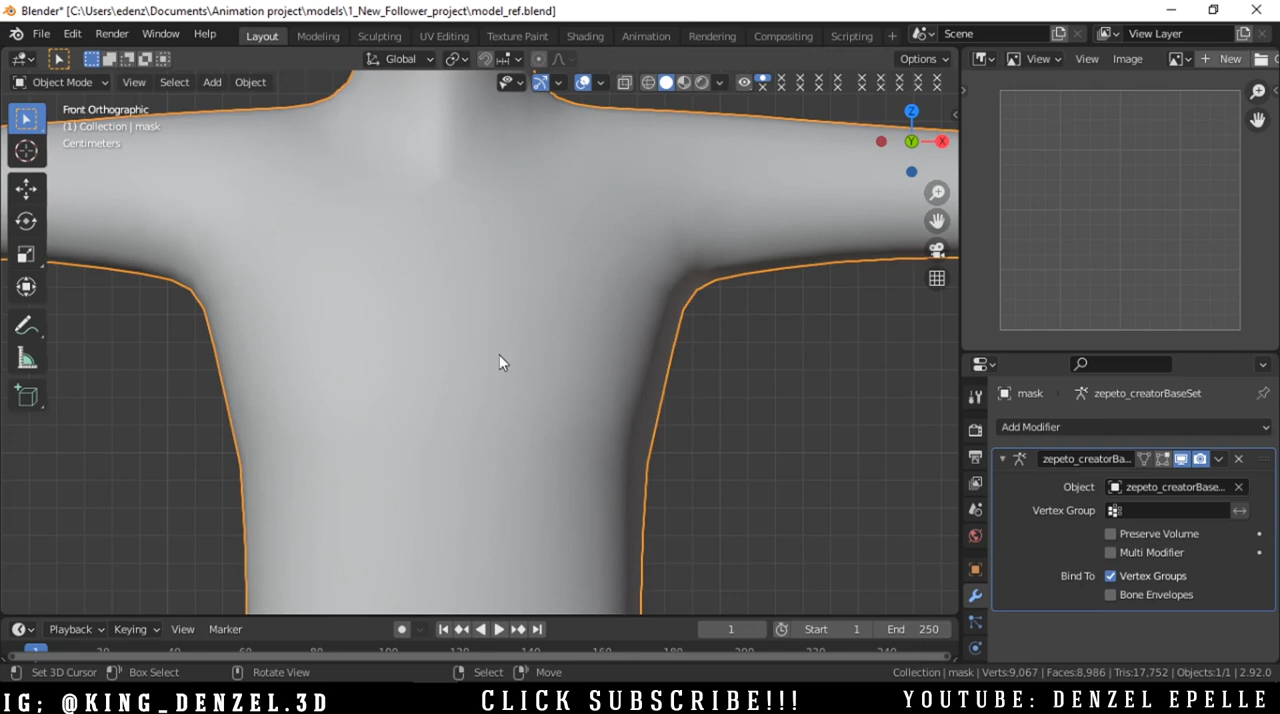 Blender* [C:\Users\edenz\Documents\Animation project\models\1_New_Follower_project\model_ref.blend]
File Edit Render Window Help Layout Modeling Sculpting UV Editing Texture Paint Shading Animation Rendering Compositing Scripting + Scene View Layer
Global Options View View Image + New
Object Mode View Select Add Object
Front Orthographic
(1) Collection | mask
Centimeters
Z
Y
X
mask zepeto_creatorBaseSet
Add Modifier
zepeto_creatorBa...
Object zepeto_creatorBase...
Vertex Group
Preserve Volume
Multi Modifier
Bind To Vertex Groups
Bone Envelopes
Playback Keying View Marker 1 Start 1 End 250
1
Set 3D Cursor Box Select Rotate View Select Move Collection | mask | Verts:9,067 | Faces:8,986 | Tris:17,752 | Objects:1/1 | 2.92.0
IG; @KING_DENZEL.3D CLICK SUBSCRIBE!!! YOUTUBE: DENZEL EPELLE